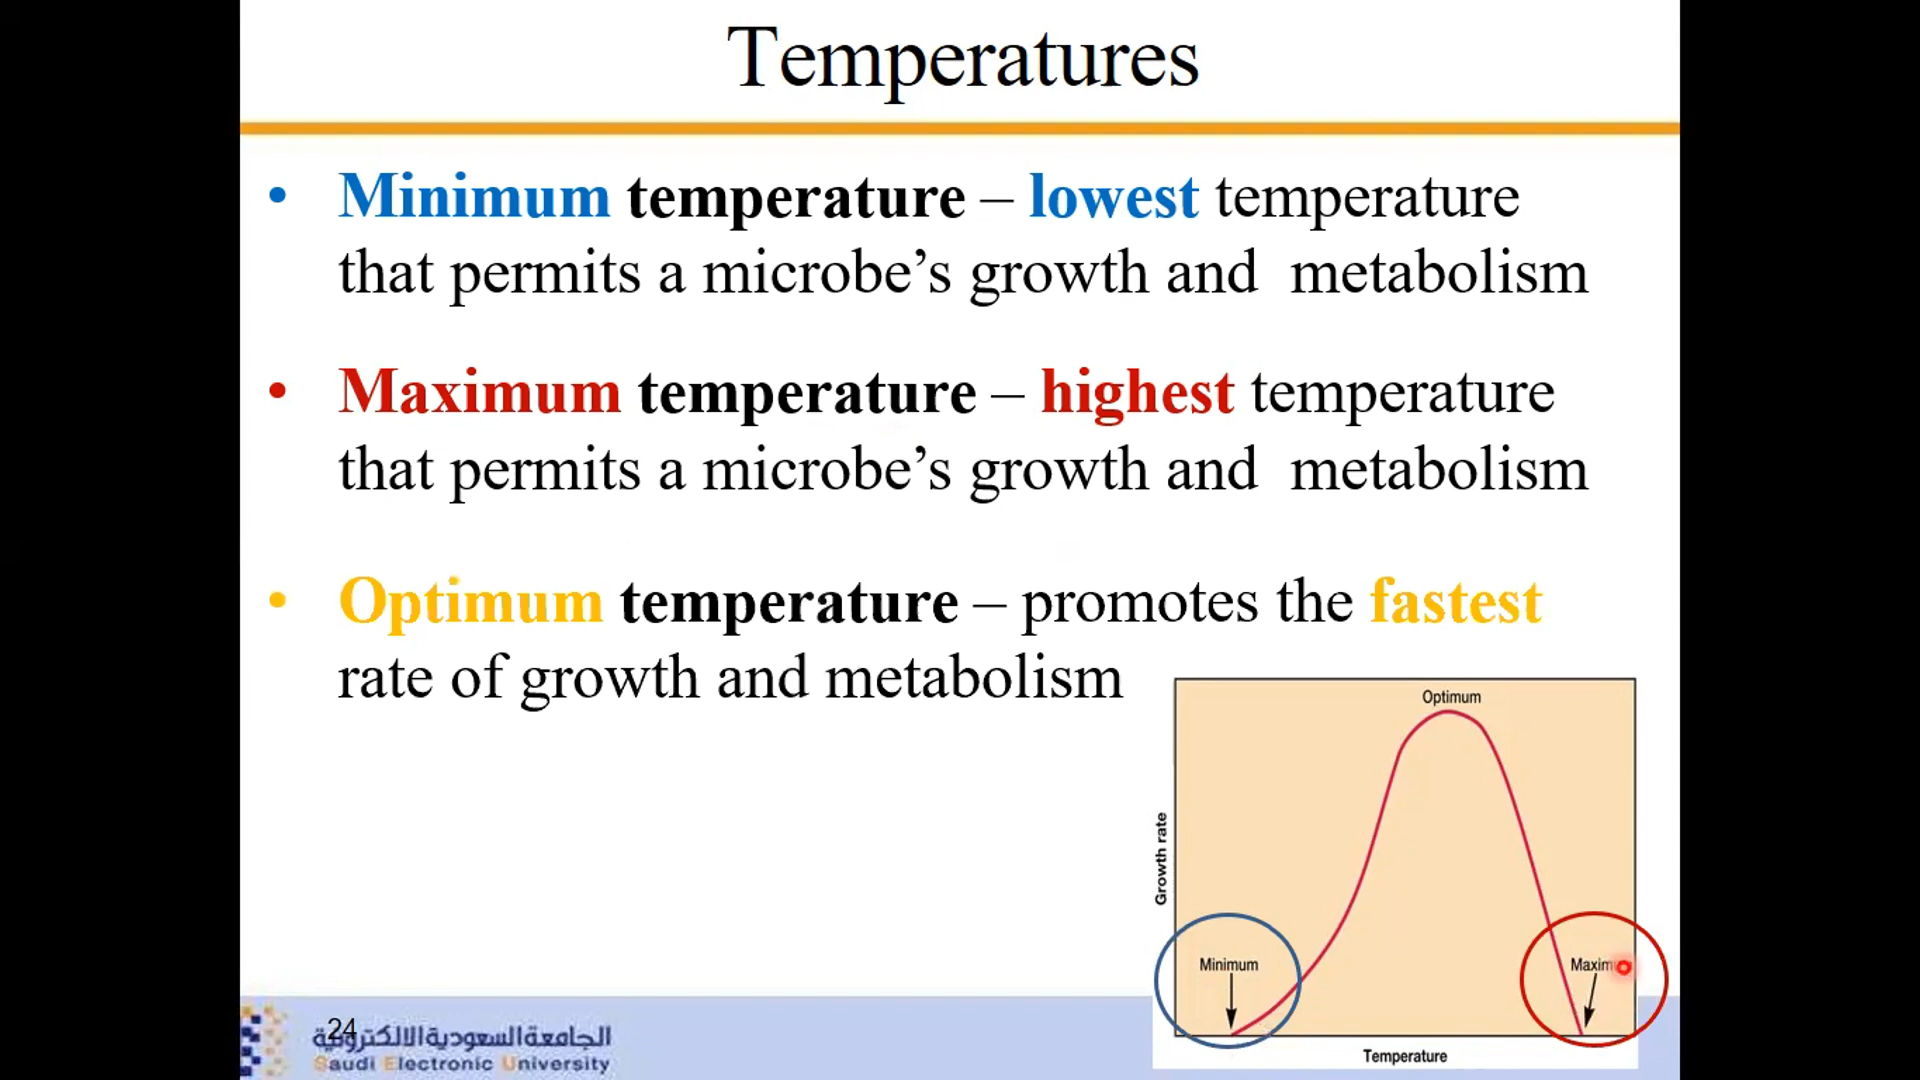 Temperatures
• Minimum temperature – lowest temperature
that permits a microbe’s growth and metabolism
• Maximum temperature – highest temperature
that permits a microbe’s growth and metabolism
• Optimum temperature – promotes the fastest
rate of growth and metabolism
Optimum
Growth rate
Minimum
Maxim
Temperature
24
الجامعة السعودية الالكترونية
Saudi Electronic University